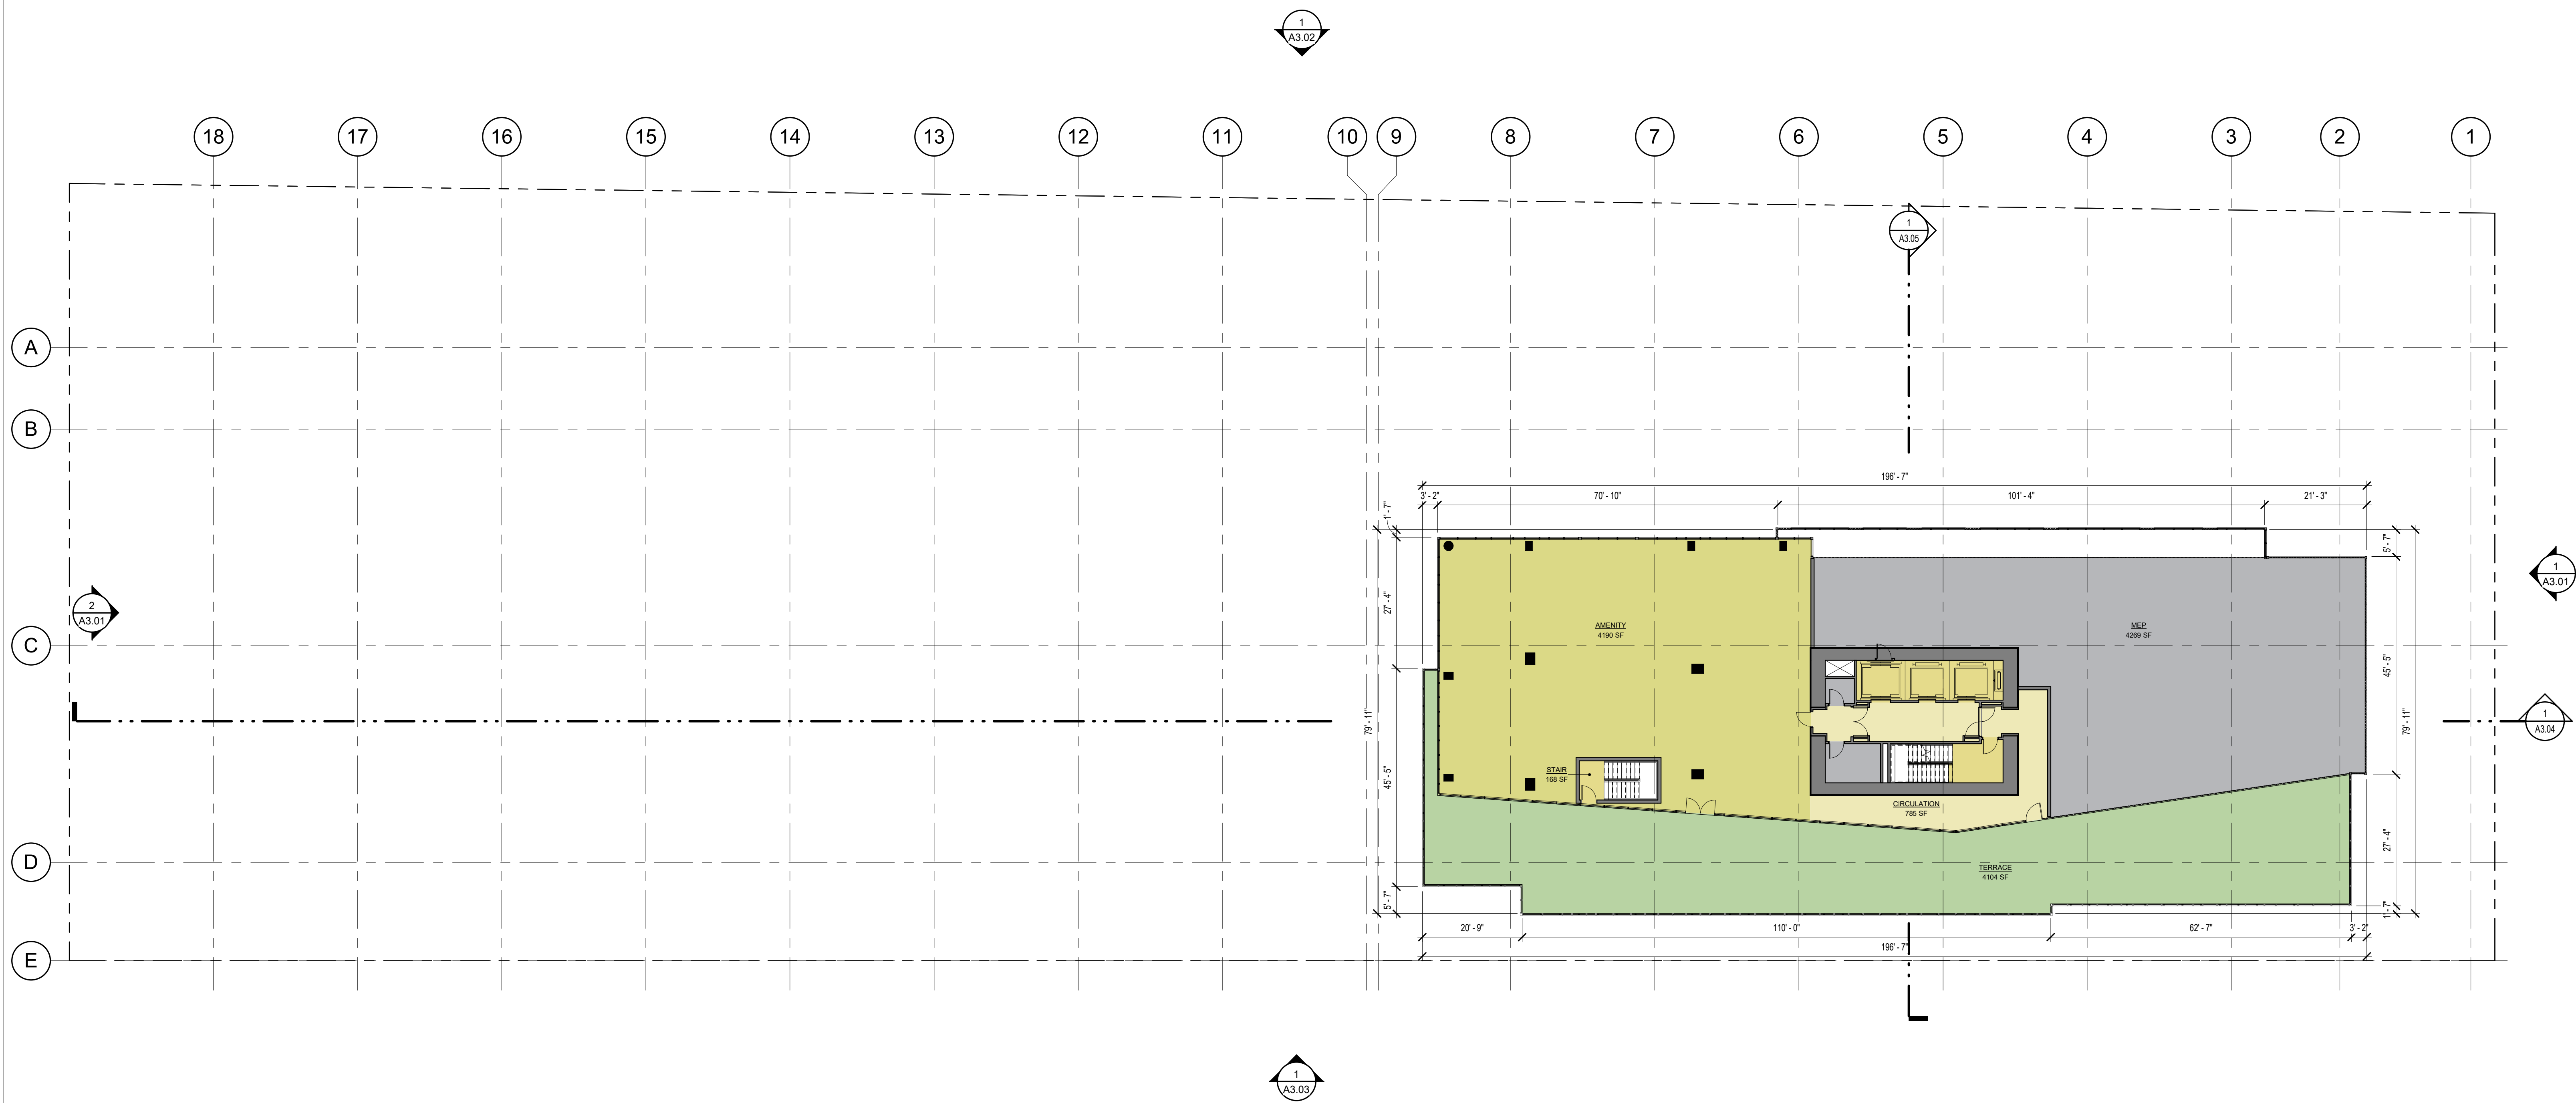 1
A3.02
18
17
16
15
14
13
12
11
10
9
8
7
6
5
4
3
2
1
1
A3.05
A
B
196' - 7"
3' - 2"
70' - 10"
101' - 4"
21' - 3"
1' - 7"
5' - 7"
1
A3.01
27' - 4"
2
A3.01
AMENITY
4190 SF
MEP
4269 SF
C
45' - 5"
79' - 11"
79' - 11"
1
A3.04
45' - 5"
STAIR
168 SF
CIRCULATION
785 SF
27' - 4"
D
TERRACE
4104 SF
5' - 7"
1' - 7"
20' - 9"
110' - 0"
62' - 7"
3' - 2"
196' - 7"
E
1
A3.03